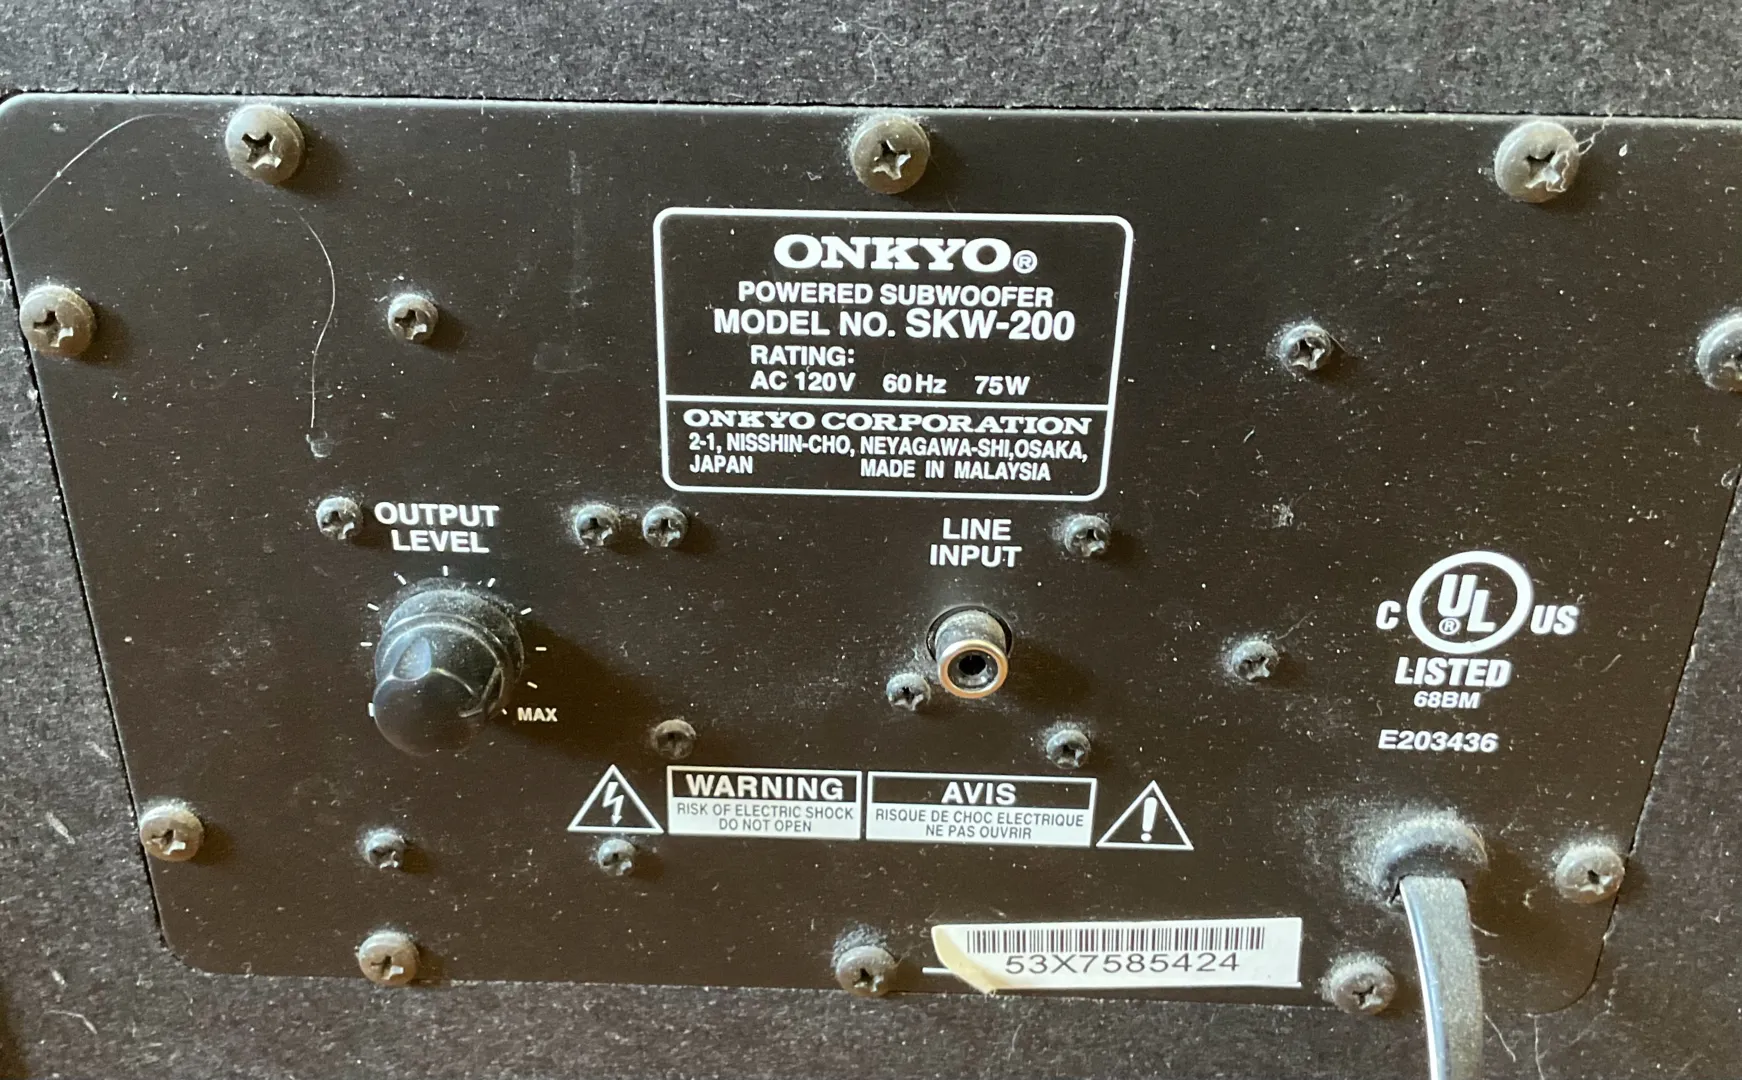 ONKYO®
POWERED SUBWOOFER
MODEL NO. SKW-200
RATING:
AC 120V 60Hz 75W
ONKYO CORPORATION
2-1, NISSHIN-CHO, NEYAGAWA-SHI,OSAKA,
JAPAN MADE IN MALAYSIA
OUTPUT
LEVEL
MAX
LINE
INPUT
C UL® US
LISTED
68BM
E203436
WARNING
RISK OF ELECTRIC SHOCK
DO NOT OPEN
AVIS
RISQUE DE CHOC ELECTRIQUE
NE PAS OUVRIR
53X7585424